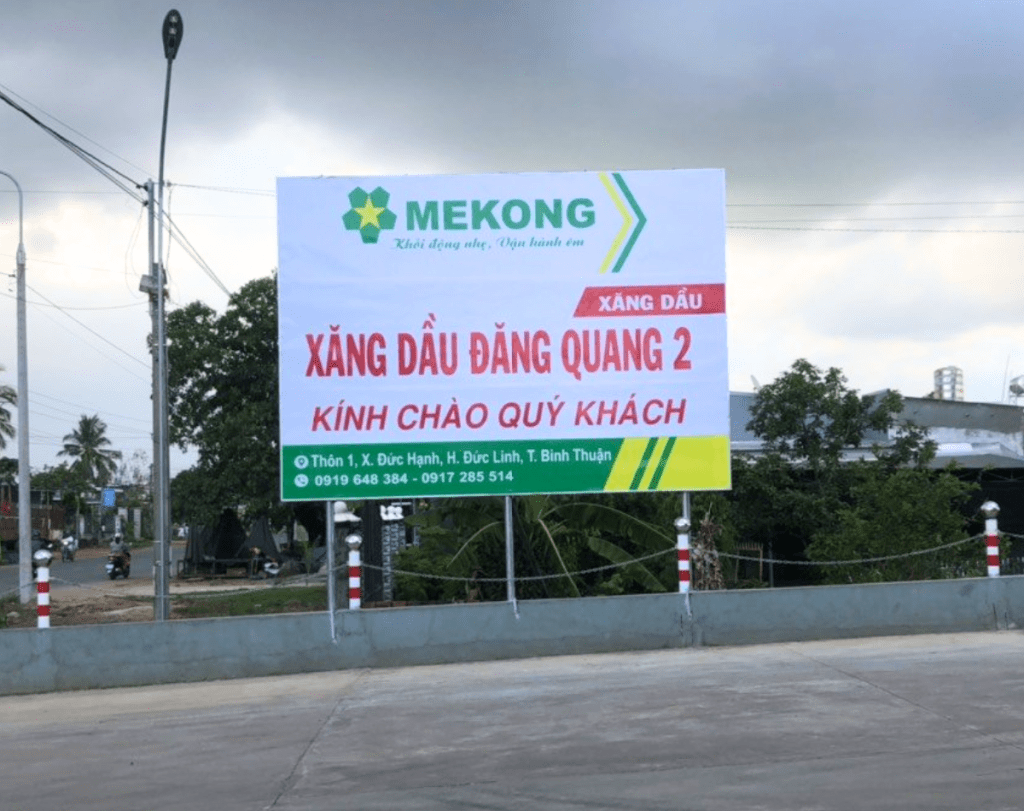 MEKONG
Khởi động nhẹ, Vận hành êm
XĂNG DẦU
XĂNG DẦU ĐĂNG QUANG 2
KÍNH CHÀO QUÝ KHÁCH
Thôn 1, X. Đức Hạnh, H. Đức Linh, T. Bình Thuận
0919 648 384 - 0917 285 514